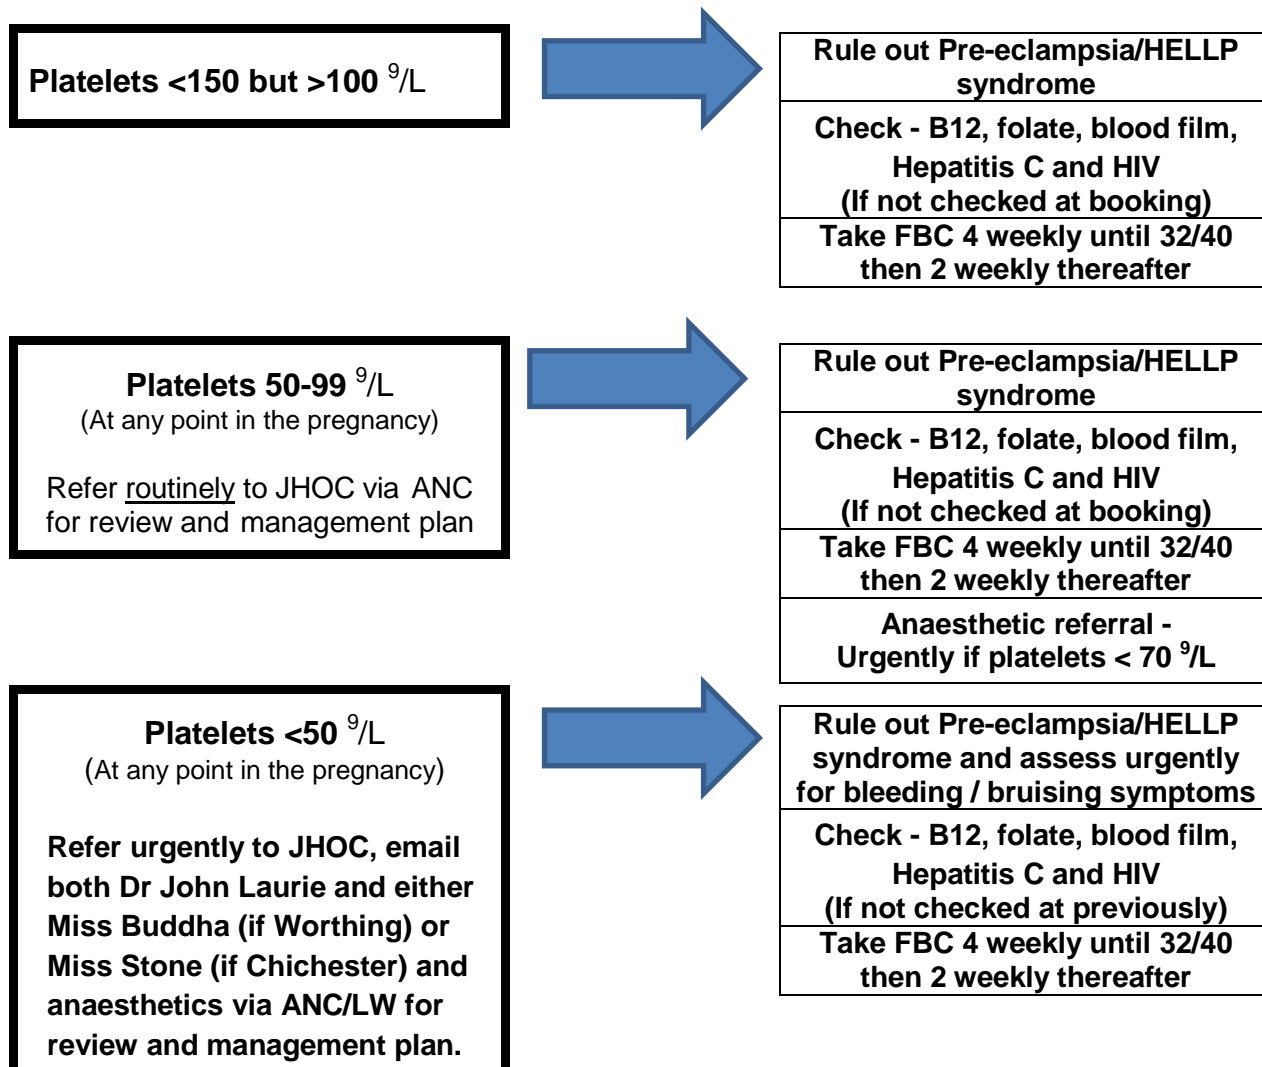 Platelets <150 but >100 ⁹/L
Rule out Pre-eclampsia/HELLP
syndrome
Check - B12, folate, blood film,
Hepatitis C and HIV
(If not checked at booking)
Take FBC 4 weekly until 32/40
then 2 weekly thereafter
Platelets 50-99 ⁹/L
(At any point in the pregnancy)
Refer routinely to JHOC via ANC
for review and management plan
Rule out Pre-eclampsia/HELLP
syndrome
Check - B12, folate, blood film,
Hepatitis C and HIV
(If not checked at booking)
Take FBC 4 weekly until 32/40
then 2 weekly thereafter
Anaesthetic referral -
Urgently if platelets < 70 ⁹/L
Platelets <50 ⁹/L
(At any point in the pregnancy)
Refer urgently to JHOC, email
both Dr John Laurie and either
Miss Buddha (if Worthing) or
Miss Stone (if Chichester) and
anaesthetics via ANC/LW for
review and management plan.
Rule out Pre-eclampsia/HELLP
syndrome and assess urgently
for bleeding / bruising symptoms
Check - B12, folate, blood film,
Hepatitis C and HIV
(If not checked at previously)
Take FBC 4 weekly until 32/40
then 2 weekly thereafter